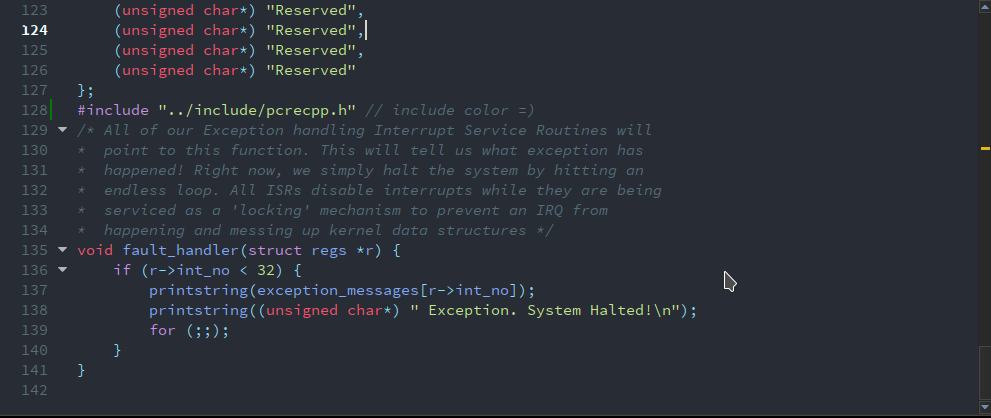 123 (unsigned char*) "Reserved",
124 (unsigned char*) "Reserved",
125 (unsigned char*) "Reserved",
126 (unsigned char*) "Reserved"
127 };
128 #include "../include/pcrecpp.h" // include color =)
129 /* All of our Exception handling Interrupt Service Routines will
130 *  point to this function. This will tell us what exception has
131 *  happened! Right now, we simply halt the system by hitting an
132 *  endless loop. All ISRs disable interrupts while they are being
133 *  serviced as a 'locking' mechanism to prevent an IRQ from
134 *  happening and messing up kernel data structures */
135 void fault_handler(struct regs *r) {
136     if (r->int_no < 32) {
137         printstring(exception_messages[r->int_no]);
138         printstring((unsigned char*) " Exception. System Halted!\n");
139         for (;;);
140     }
141 }
142